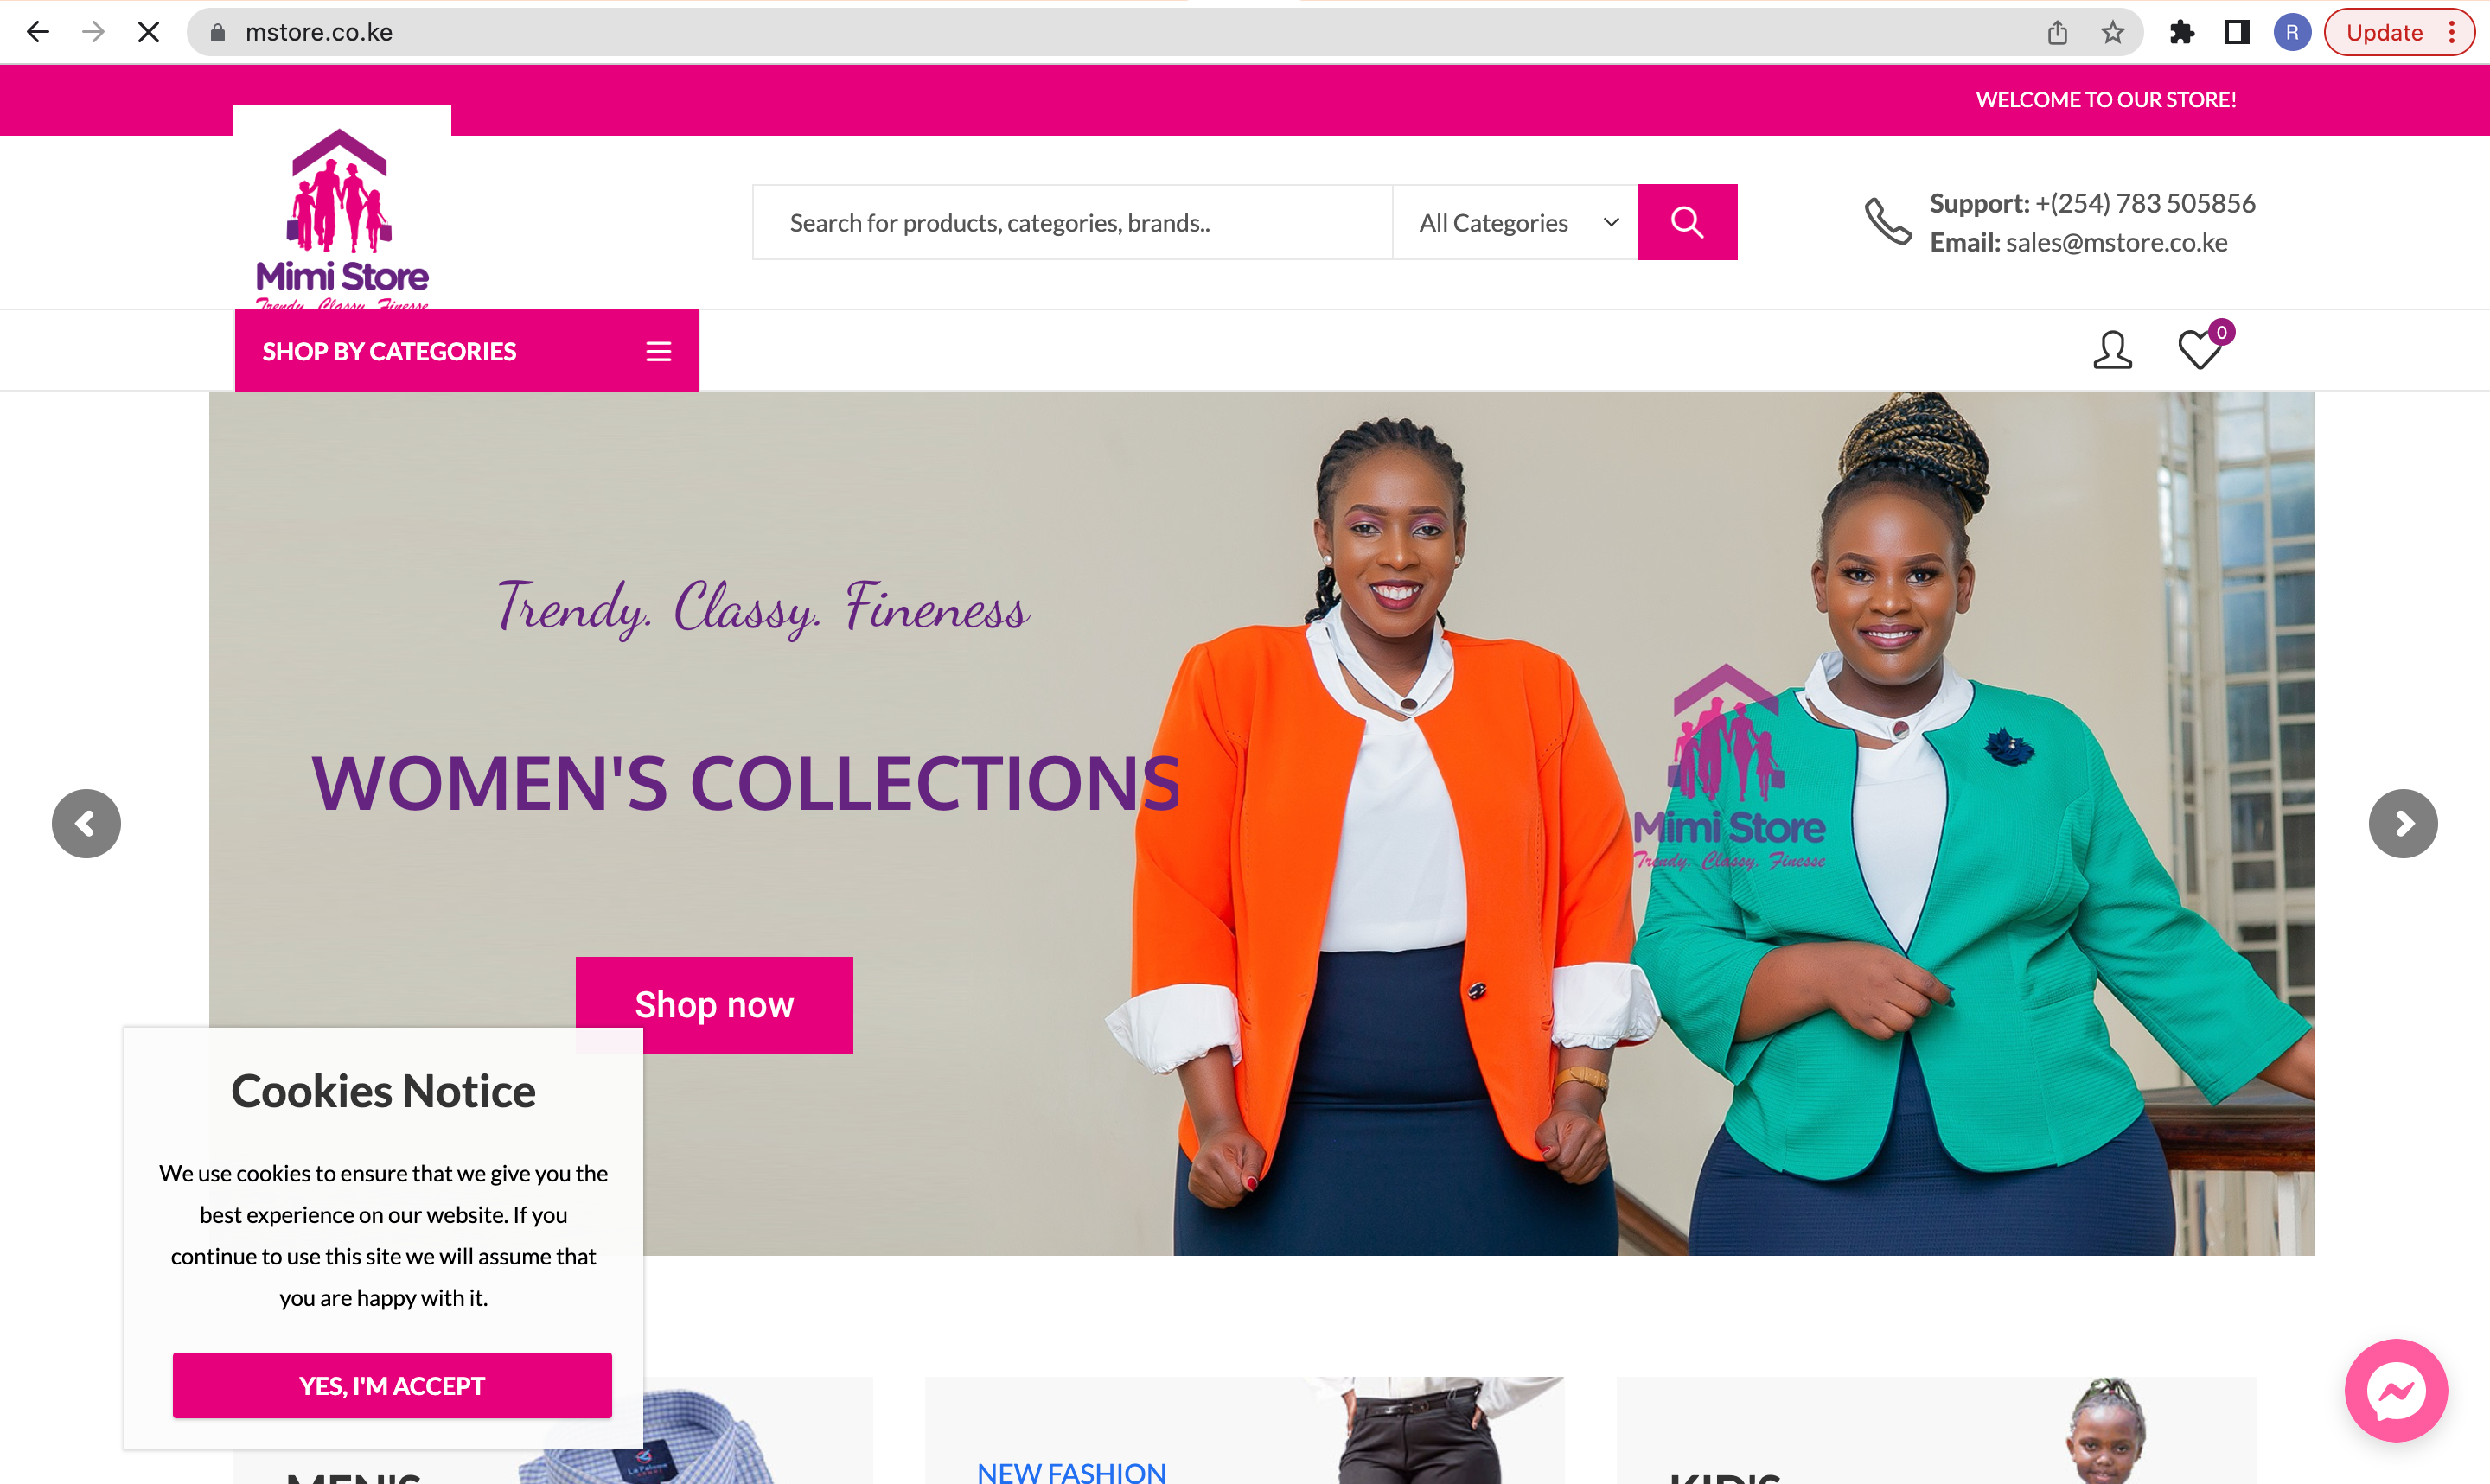 mstore.co.ke
R
Update
WELCOME TO OUR STORE!
Mimi Store
Trendy. Classy. Finesse
Search for products, categories, brands..
All Categories
Support: +(254) 783 505856
Email: sales@mstore.co.ke
SHOP BY CATEGORIES
0
Trendy. Classy. Fineness
WOMEN'S COLLECTIONS
Mimi Store
Trendy. Classy. Finesse
Shop now
Cookies Notice
We use cookies to ensure that we give you the
best experience on our website. If you
continue to use this site we will assume that
you are happy with it.
YES, I'M ACCEPT
La Paloma
MEN'S
NEW FASHION
KID'S